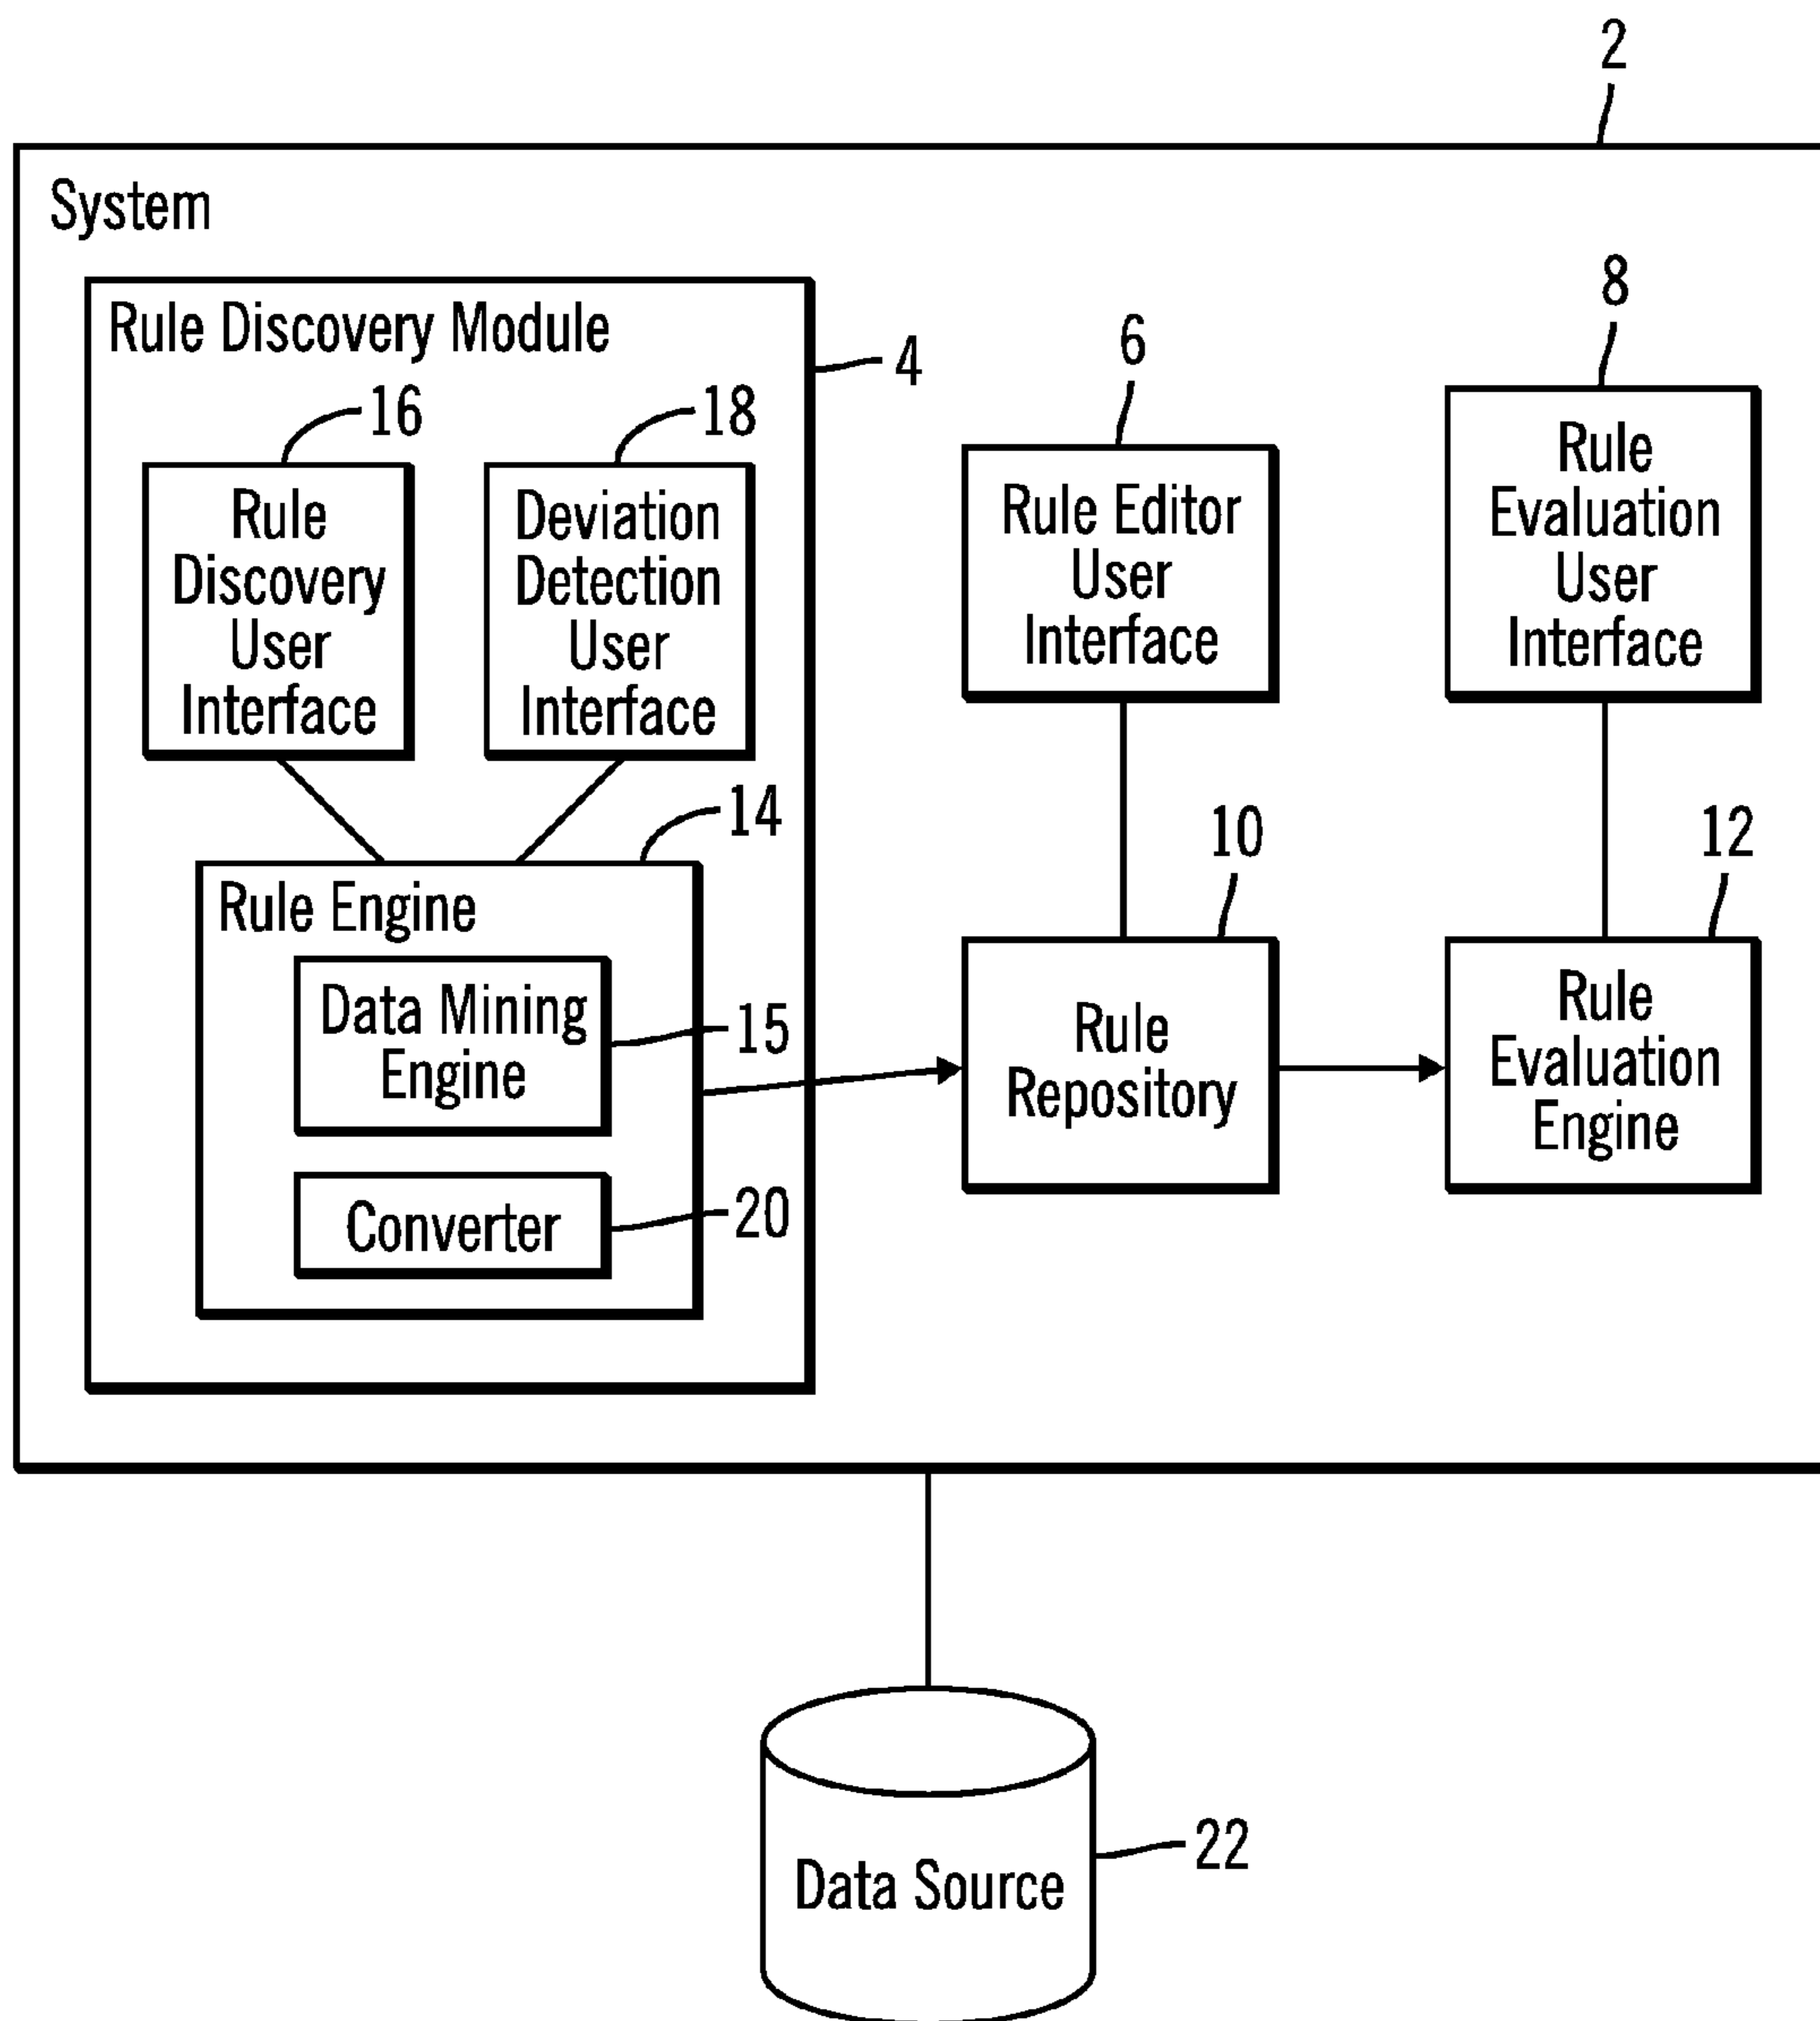 2
System
Rule Discovery Module
4
16
18
6
8
Rule
Discovery
User
Interface
Deviation
Detection
User
Interface
Rule Editor
User
Interface
Rule
Evaluation
User
Interface
14
10
12
Rule Engine
Data Mining
Engine
15
Converter
20
Rule
Repository
Rule
Evaluation
Engine
Data Source
22